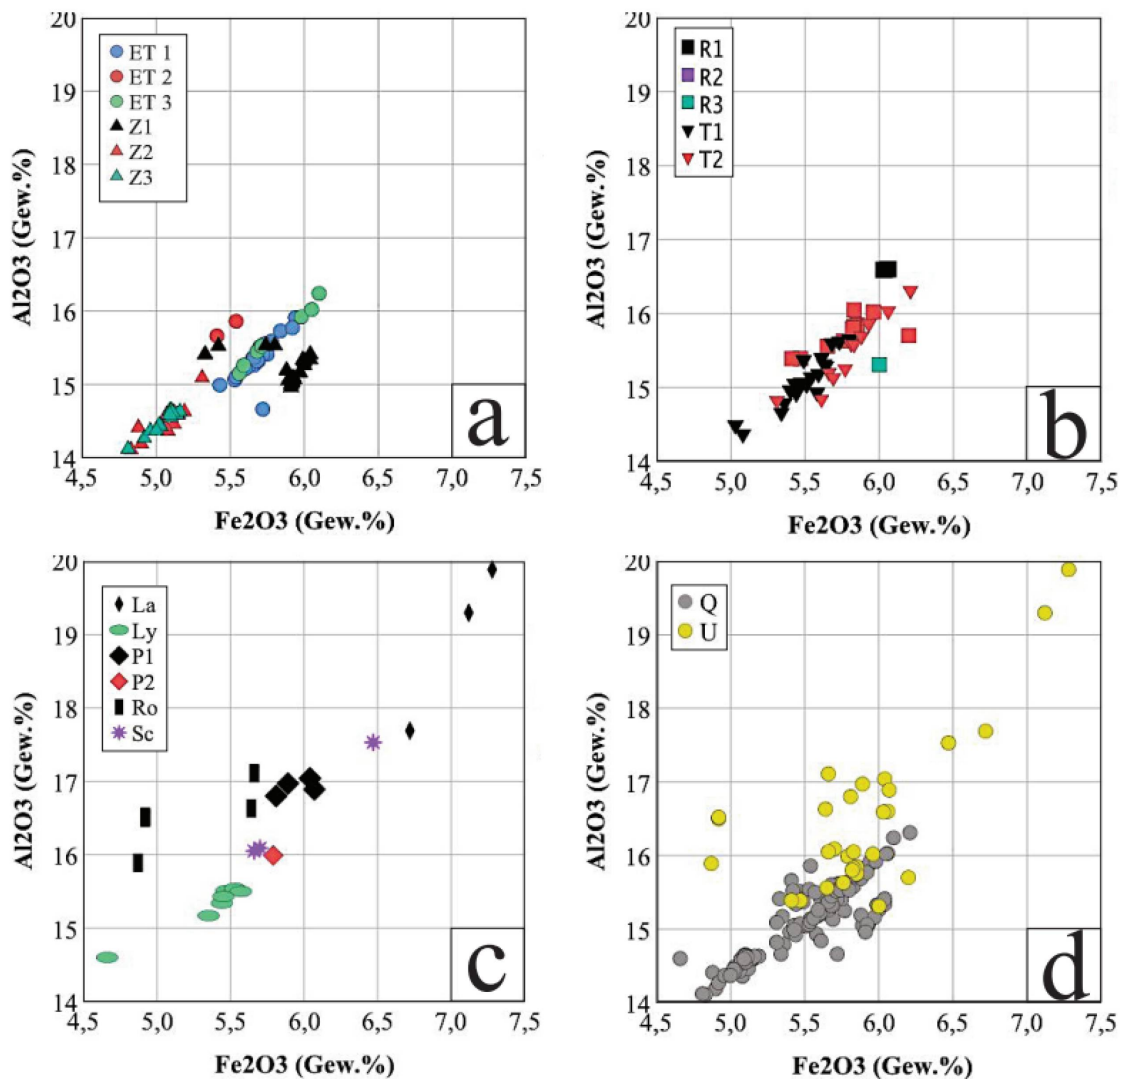 20
19
18
17
16
15
14
Al2O3 (Gew.%)
ET 1
ET 2
ET 3
Z1
Z2
Z3
a
4,5 5,0 5,5 6,0 6,5 7,0 7,5
Fe2O3 (Gew.%)
20
19
18
17
16
15
14
Al2O3 (Gew.%)
R1
R2
R3
T1
T2
b
4,5 5,0 5,5 6,0 6,5 7,0 7,5
Fe2O3 (Gew.%)
20
19
18
17
16
15
14
Al2O3 (Gew.%)
La
Ly
P1
P2
Ro
Sc
c
4,5 5,0 5,5 6,0 6,5 7,0 7,5
Fe2O3 (Gew.%)
20
19
18
17
16
15
14
Al2O3 (Gew.%)
Q
U
d
4,5 5,0 5,5 6,0 6,5 7,0 7,5
Fe2O3 (Gew.%)